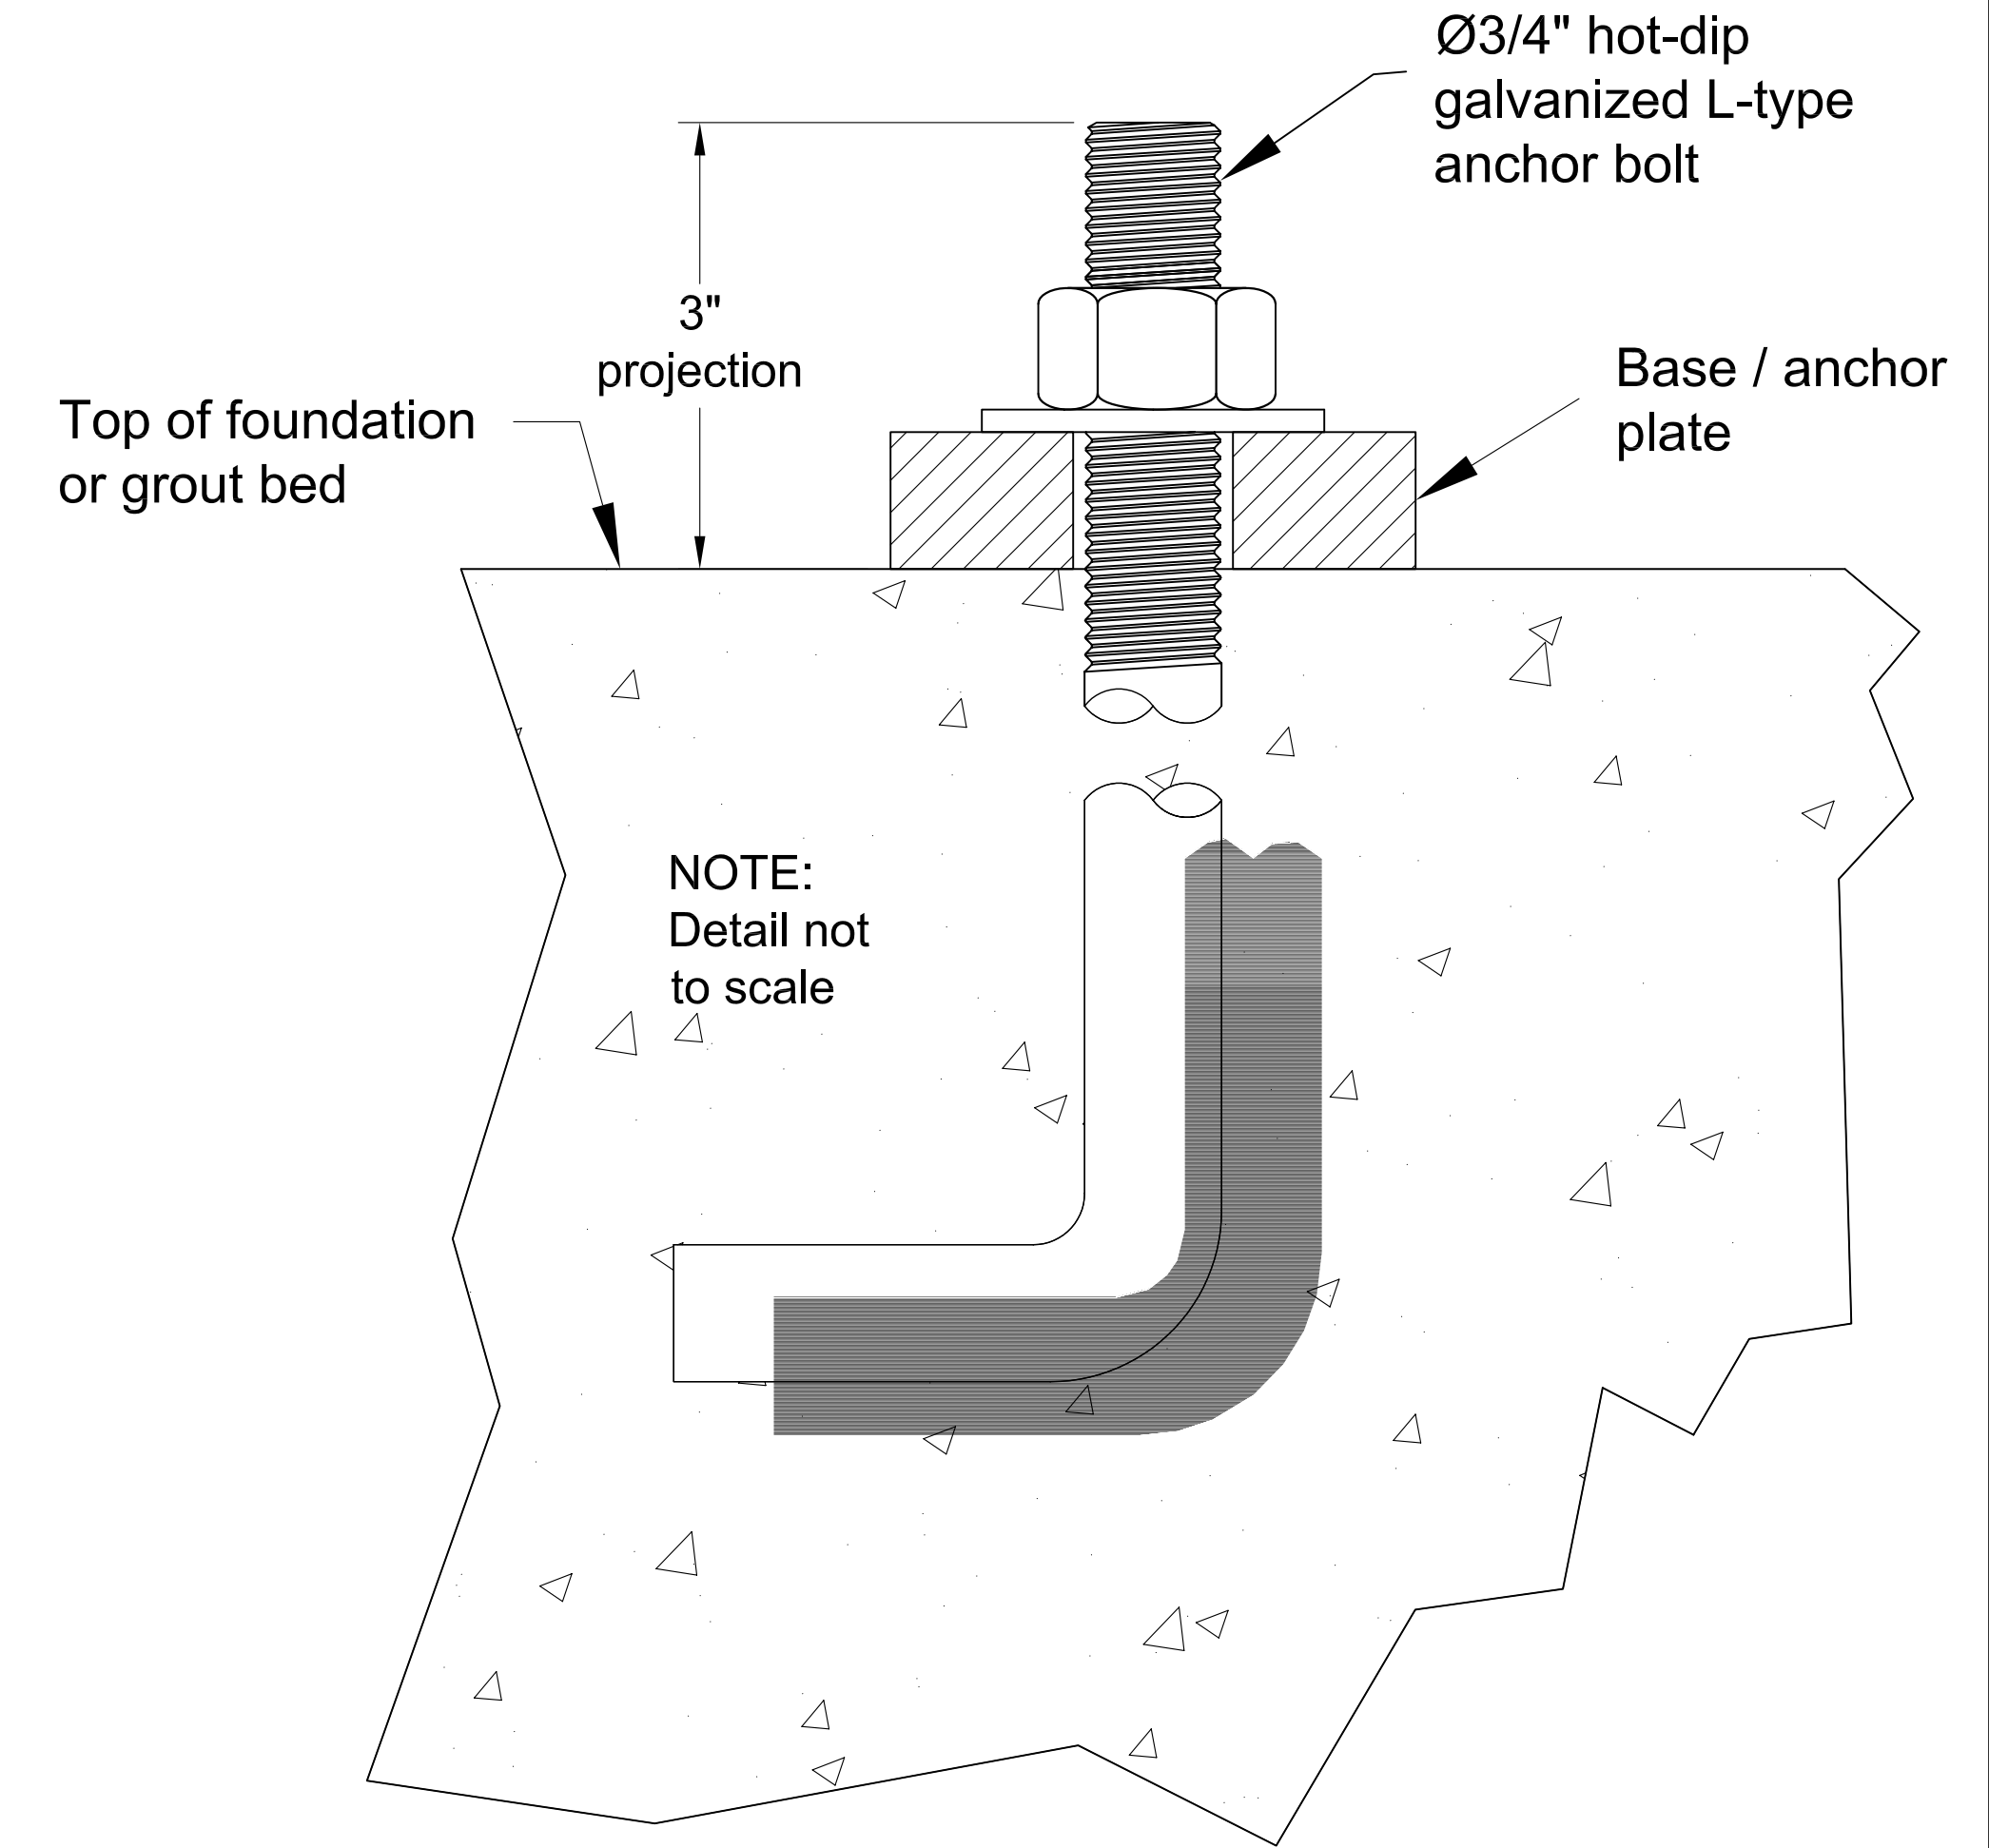 Ø3/4" hot-dip
galvanized L-type
anchor bolt
3"
projection
Base / anchor
plate
Top of foundation
or grout bed
NOTE:
Detail not
to scale